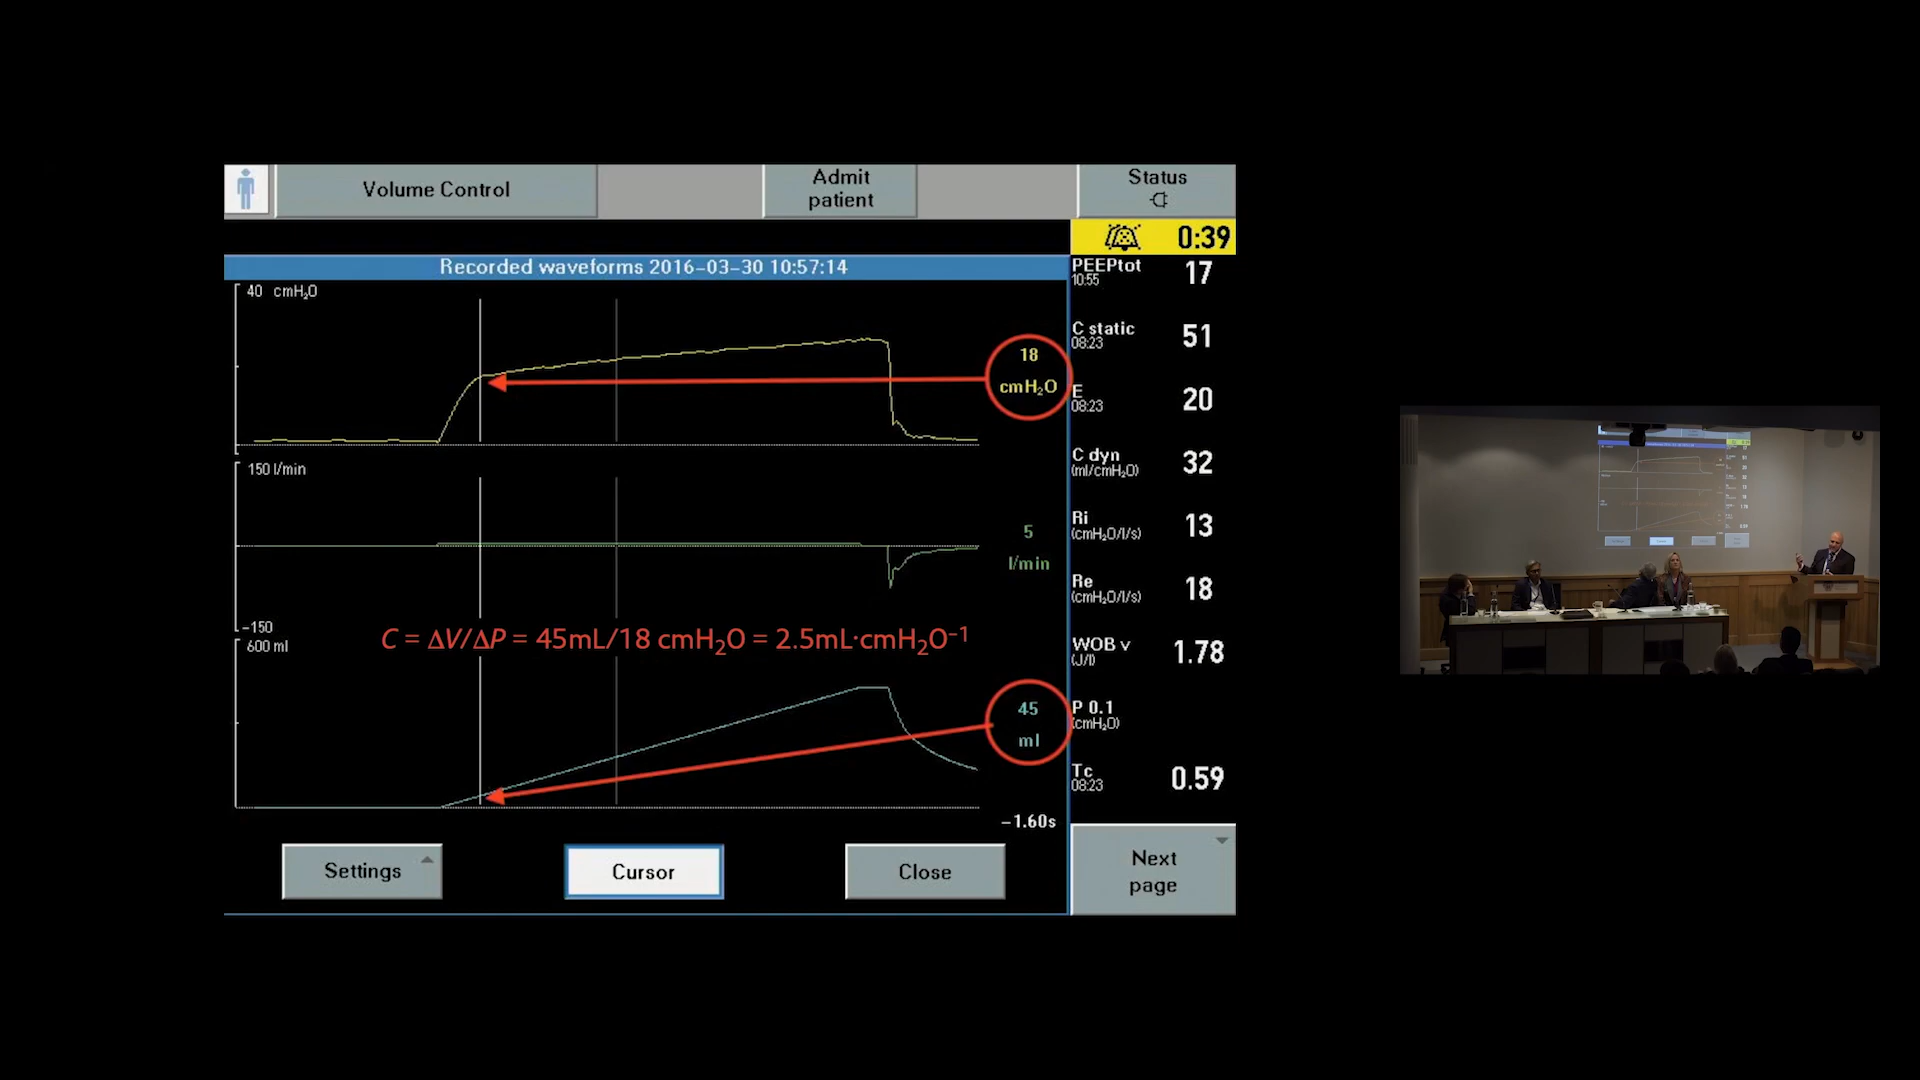 Volume Control
Admit
patient
Status
0:39
Recorded waveforms 2016-03-30 10:57:14
40 cmH₂O
18
cmH₂O
150 l/min
5
l/min
-150
600 ml
C = ΔV/ΔP = 45mL/18 cmH₂O = 2.5mL·cmH₂O⁻¹
45
ml
-1.60s
PEEPtot
10:55
17
C static
08:23
51
E
08:23
20
C dyn
(ml/cmH₂O)
32
Ri
(cmH₂O/l/s)
13
Re
(cmH₂O/l/s)
18
WOB v
(J/l)
1.78
P 0.1
(cmH₂O)
Tc
08:23
0.59
Settings
Cursor
Close
Next
page